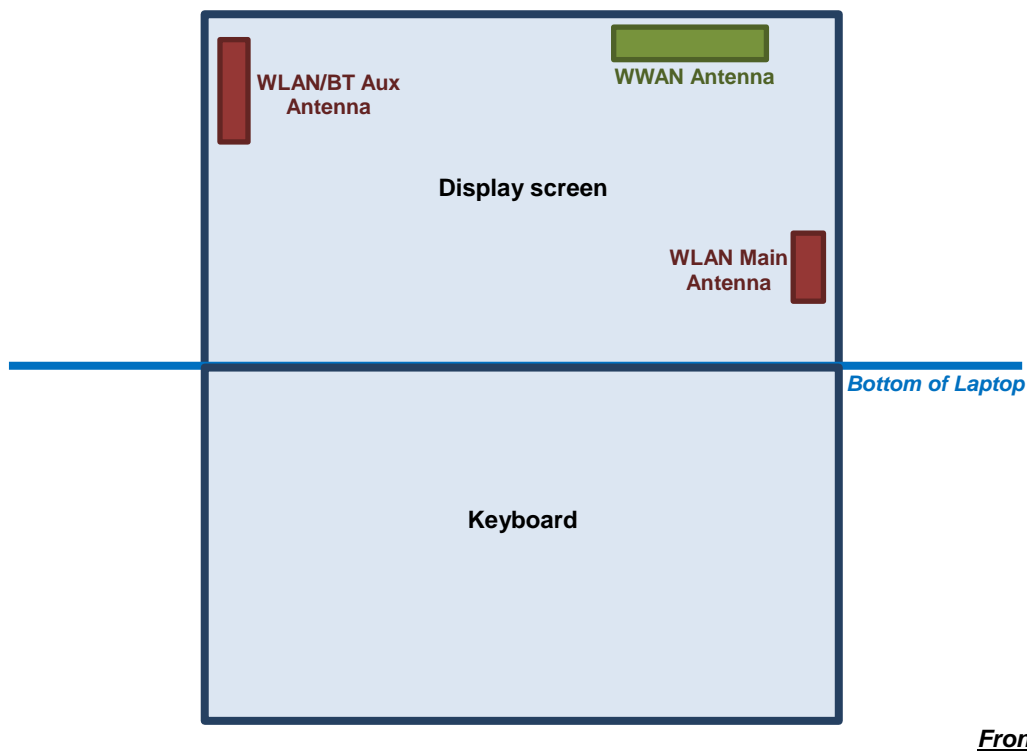 WWAN Antenna
WLAN/BT Aux
Antenna
Display screen
WLAN Main
Antenna
Bottom of Laptop
Keyboard